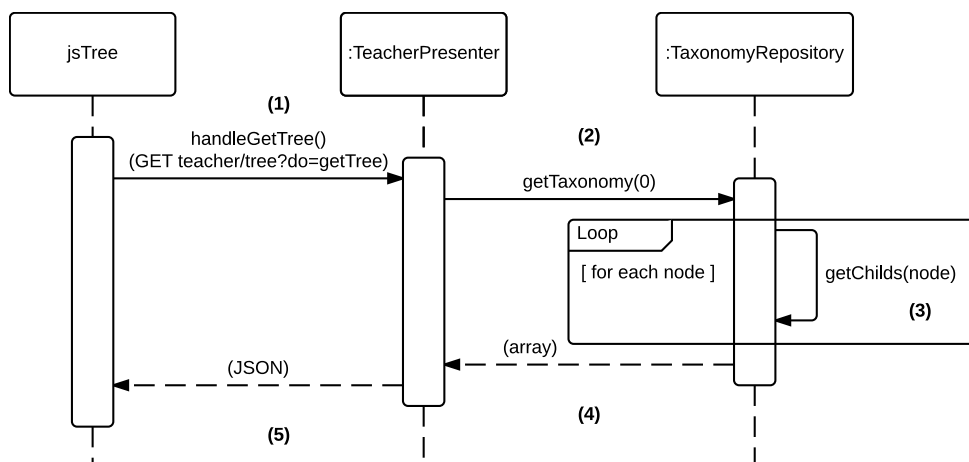 jsTree
:TeacherPresenter
:TaxonomyRepository
(1)
handleGetTree()
(GET teacher/tree?do=getTree)
(2)
getTaxonomy(0)
Loop
[ for each node ]
getChilds(node)
(3)
(array)
(JSON)
(4)
(5)